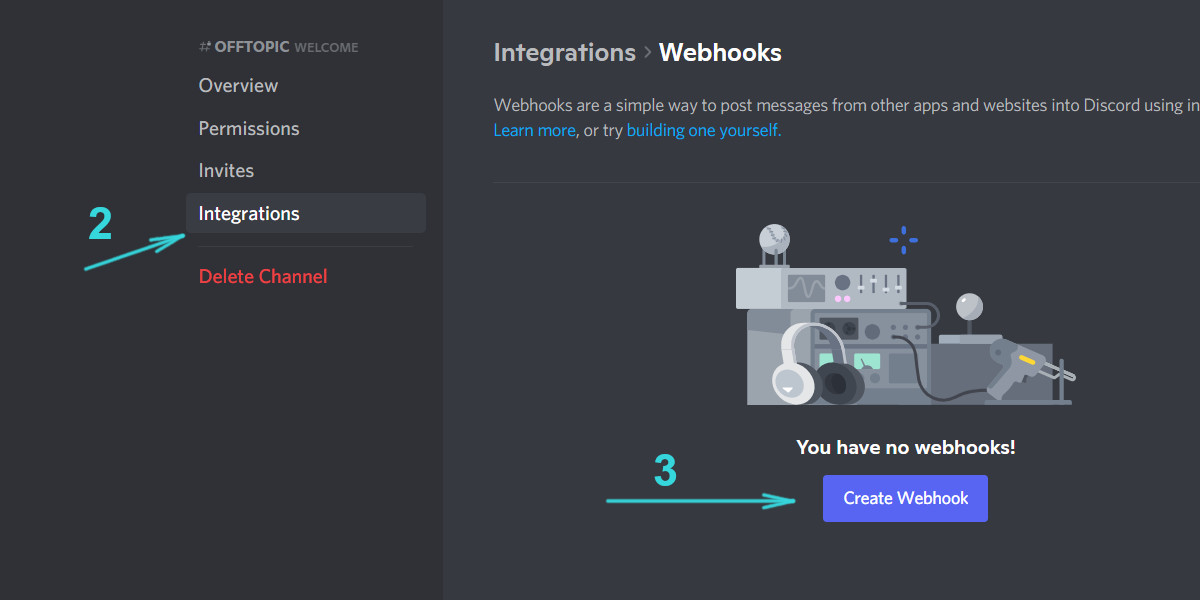 # OFFTOPIC WELCOME
Overview
Permissions
Invites
2
Integrations
Delete Channel
Integrations > Webhooks
Webhooks are a simple way to post messages from other apps and websites into Discord using in
Learn more, or try building one yourself.
You have no webhooks!
3
Create Webhook